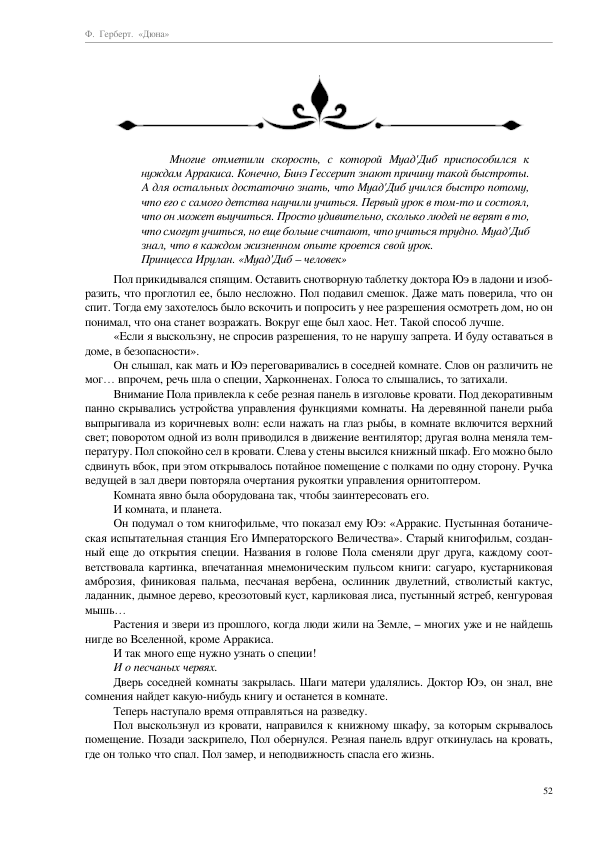 Ф. Герберт. «Дюна»
Многие отметили скорость, с которой Муад'Диб приспособился к
нуждам Арракиса. Конечно, Бинэ Гессерит знают причину такой быстроты.
А для остальных достаточно знать, что Муад'Диб учился быстро потому,
что его с самого детства научили учиться. Первый урок в том-то и состоял,
что он может выучиться. Просто удивительно, сколько людей не верят в то,
что смогут учиться, но еще больше считают, что учиться трудно. Муад'Диб
знал, что в каждом жизненном опыте кроется свой урок.
Принцесса Ирулан. «Муад'Диб – человек»
Пол прикидывался спящим. Оставить снотворную таблетку доктора Юэ в ладони и изоб-
разить, что проглотил ее, было несложно. Пол подавил смешок. Даже мать поверила, что он
спит. Тогда ему захотелось было вскочить и попросить у нее разрешения осмотреть дом, но он
понимал, что она станет возражать. Вокруг еще был хаос. Нет. Такой способ лучше.
«Если я выскользну, не спросив разрешения, то не нарушу запрета. И буду оставаться в
доме, в безопасности».
Он слышал, как мать и Юэ переговаривались в соседней комнате. Слов он различить не
мог… впрочем, речь шла о специи, Харконненах. Голоса то слышались, то затихали.
Внимание Пола привлекла к себе резная панель в изголовье кровати. Под декоративным
панно скрывались устройства управления функциями комнаты. На деревянной панели рыба
выпрыгивала из коричневых волн: если нажать на глаз рыбы, в комнате включится верхний
свет; поворотом одной из волн приводился в движение вентилятор; другая волна меняла тем-
пературу. Пол спокойно сел в кровати. Слева у стены высился книжный шкаф. Его можно было
сдвинуть вбок, при этом открывалось потайное помещение с полками по одну сторону. Ручка
ведущей в зал двери повторяла очертания рукоятки управления орнитоптером.
Комната явно была оборудована так, чтобы заинтересовать его.
И комната, и планета.
Он подумал о том книгофильме, что показал ему Юэ: «Арракис. Пустынная ботаниче-
ская испытательная станция Его Императорского Величества». Старый книгофильм, создан-
ный еще до открытия специи. Названия в голове Пола сменяли друг друга, каждому соот-
ветствовала картинка, впечатанная мнемоническим пульсом книги: сагуаро, кустарниковая
амброзия, финиковая пальма, песчаная вербена, ослинник двулетний, стволистый кактус,
ладанник, дымное дерево, креозотовый куст, карликовая лиса, пустынный ястреб, кенгуровая
мышь…
Растения и звери из прошлого, когда люди жили на Земле, – многих уже и не найдешь
нигде во Вселенной, кроме Арракиса.
И так много еще нужно узнать о специи!
И о песчаных червях.
Дверь соседней комнаты закрылась. Шаги матери удалялись. Доктор Юэ, он знал, вне
сомнения найдет какую-нибудь книгу и останется в комнате.
Теперь наступало время отправляться на разведку.
Пол выскользнул из кровати, направился к книжному шкафу, за которым скрывалось
помещение. Позади заскрипело, Пол обернулся. Резная панель вдруг откинулась на кровать,
где он только что спал. Пол замер, и неподвижность спасла его жизнь.
52